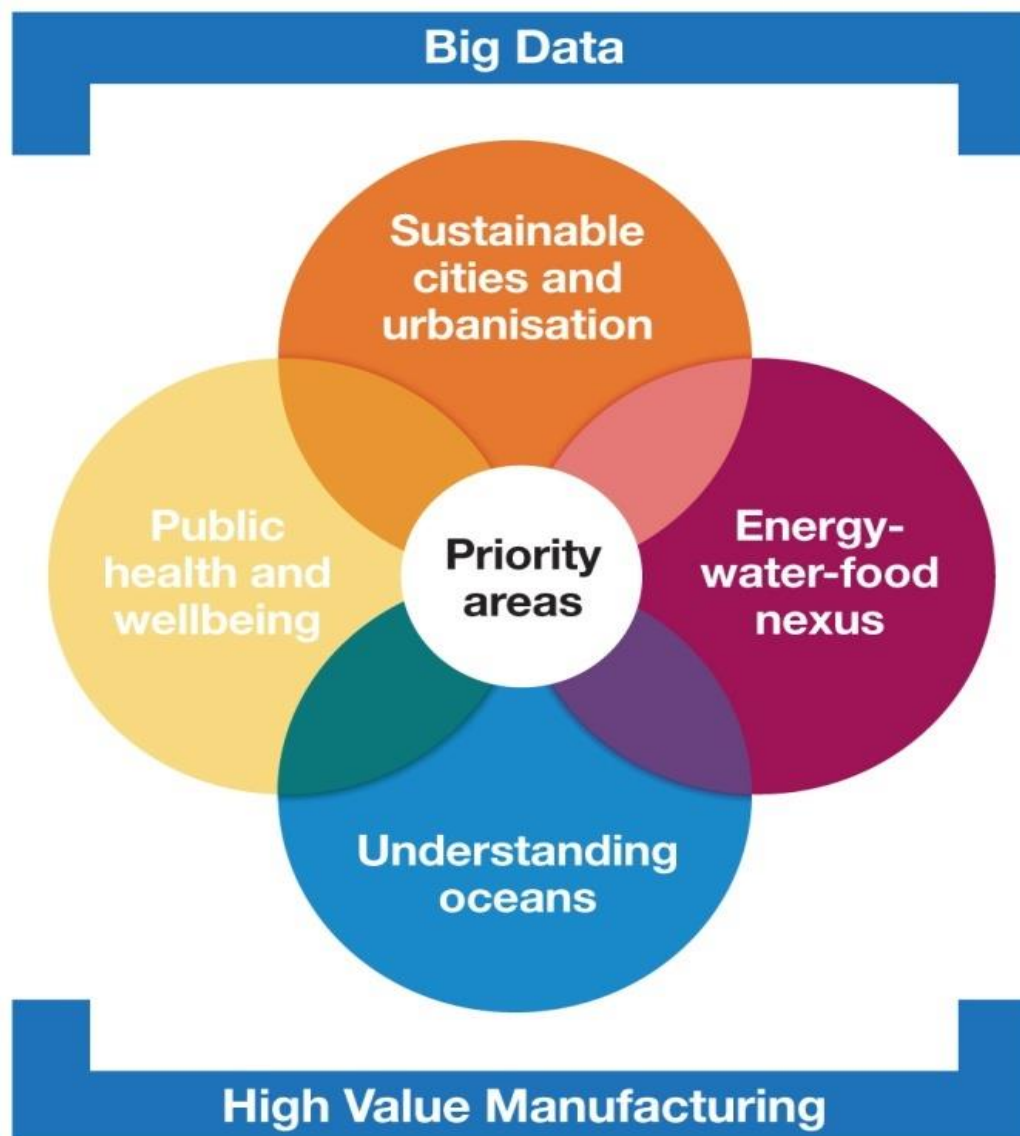 Big Data
Sustainable
cities and
urbanisation
Public
health and
wellbeing
Priority
areas
Energy-
water-food
nexus
Understanding
oceans
High Value Manufacturing